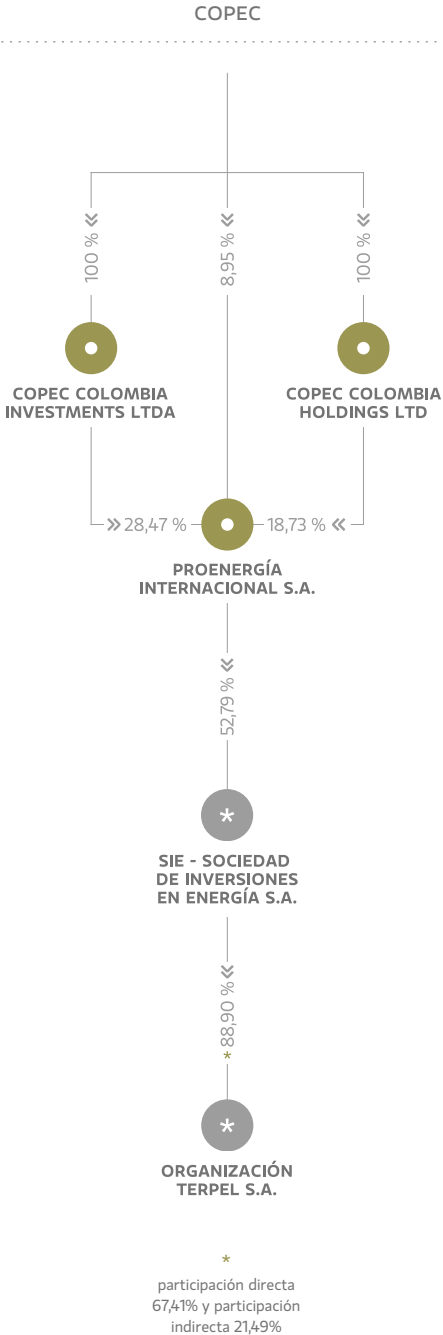 COPEC
100 %
8,95 %
100 %
COPEC COLOMBIA
INVESTMENTS LTDA
COPEC COLOMBIA
HOLDINGS LTD
28,47 %
18,73 %
PROENERGÍA
INTERNACIONAL S.A.
52,79 %
*
SIE - SOCIEDAD
DE INVERSIONES
EN ENERGÍA S.A.
88,90 %
*
*
ORGANIZACIÓN
TERPEL S.A.
*
participación directa
67,41% y participación
indirecta 21,49%